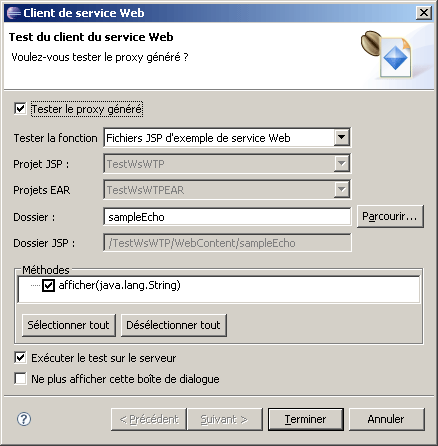 Client de service Web
Test du client du service Web
Voulez-vous tester le proxy généré ?
Tester le proxy généré
Tester la fonction Fichiers JSP d'exemple de service Web
Projet JSP : TestWsWTP
Projets EAR TestWsWTPEAR
Dossier : sampleEcho Parcourir...
Dossier JSP : /TestWsWTP/WebContent/sampleEcho
Méthodes
afficher(java.lang.String)
Sélectionner tout Désélectionner tout
Exécuter le test sur le serveur
Ne plus afficher cette boîte de dialogue
? < Précédent Suivant > Terminer Annuler